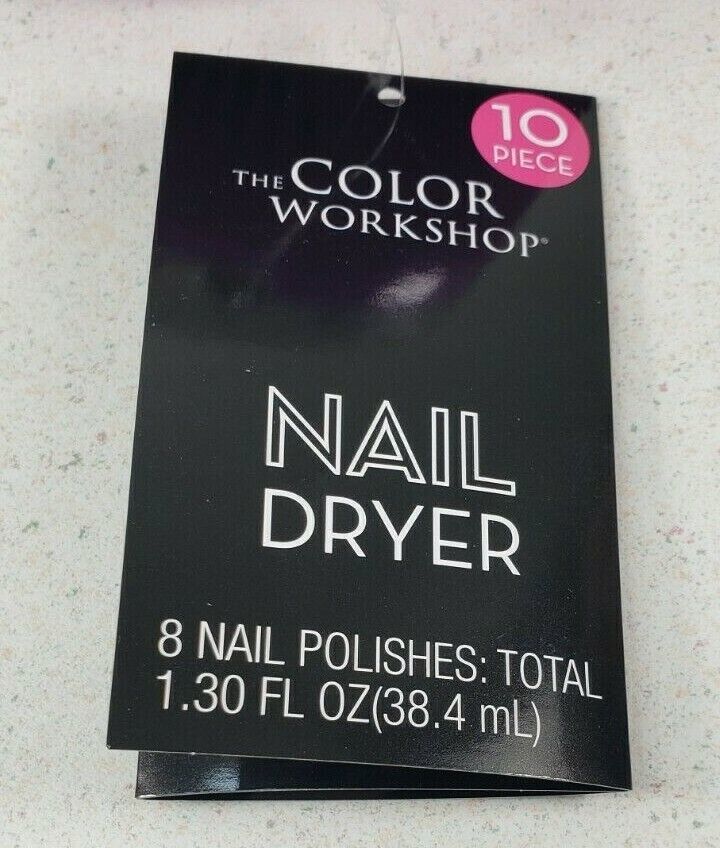 10
PIECE
THE COLOR
WORKSHOP®
NAIL
DRYER
8 NAIL POLISHES: TOTAL
1.30 FL OZ(38.4 mL)